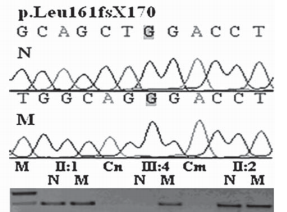 p.Leu161fsX170
G C A G C T G G A C C T
N
T G G C A G G G A C C T
M
M II:1 Cn III:4 Cm II:2
N M N M N M